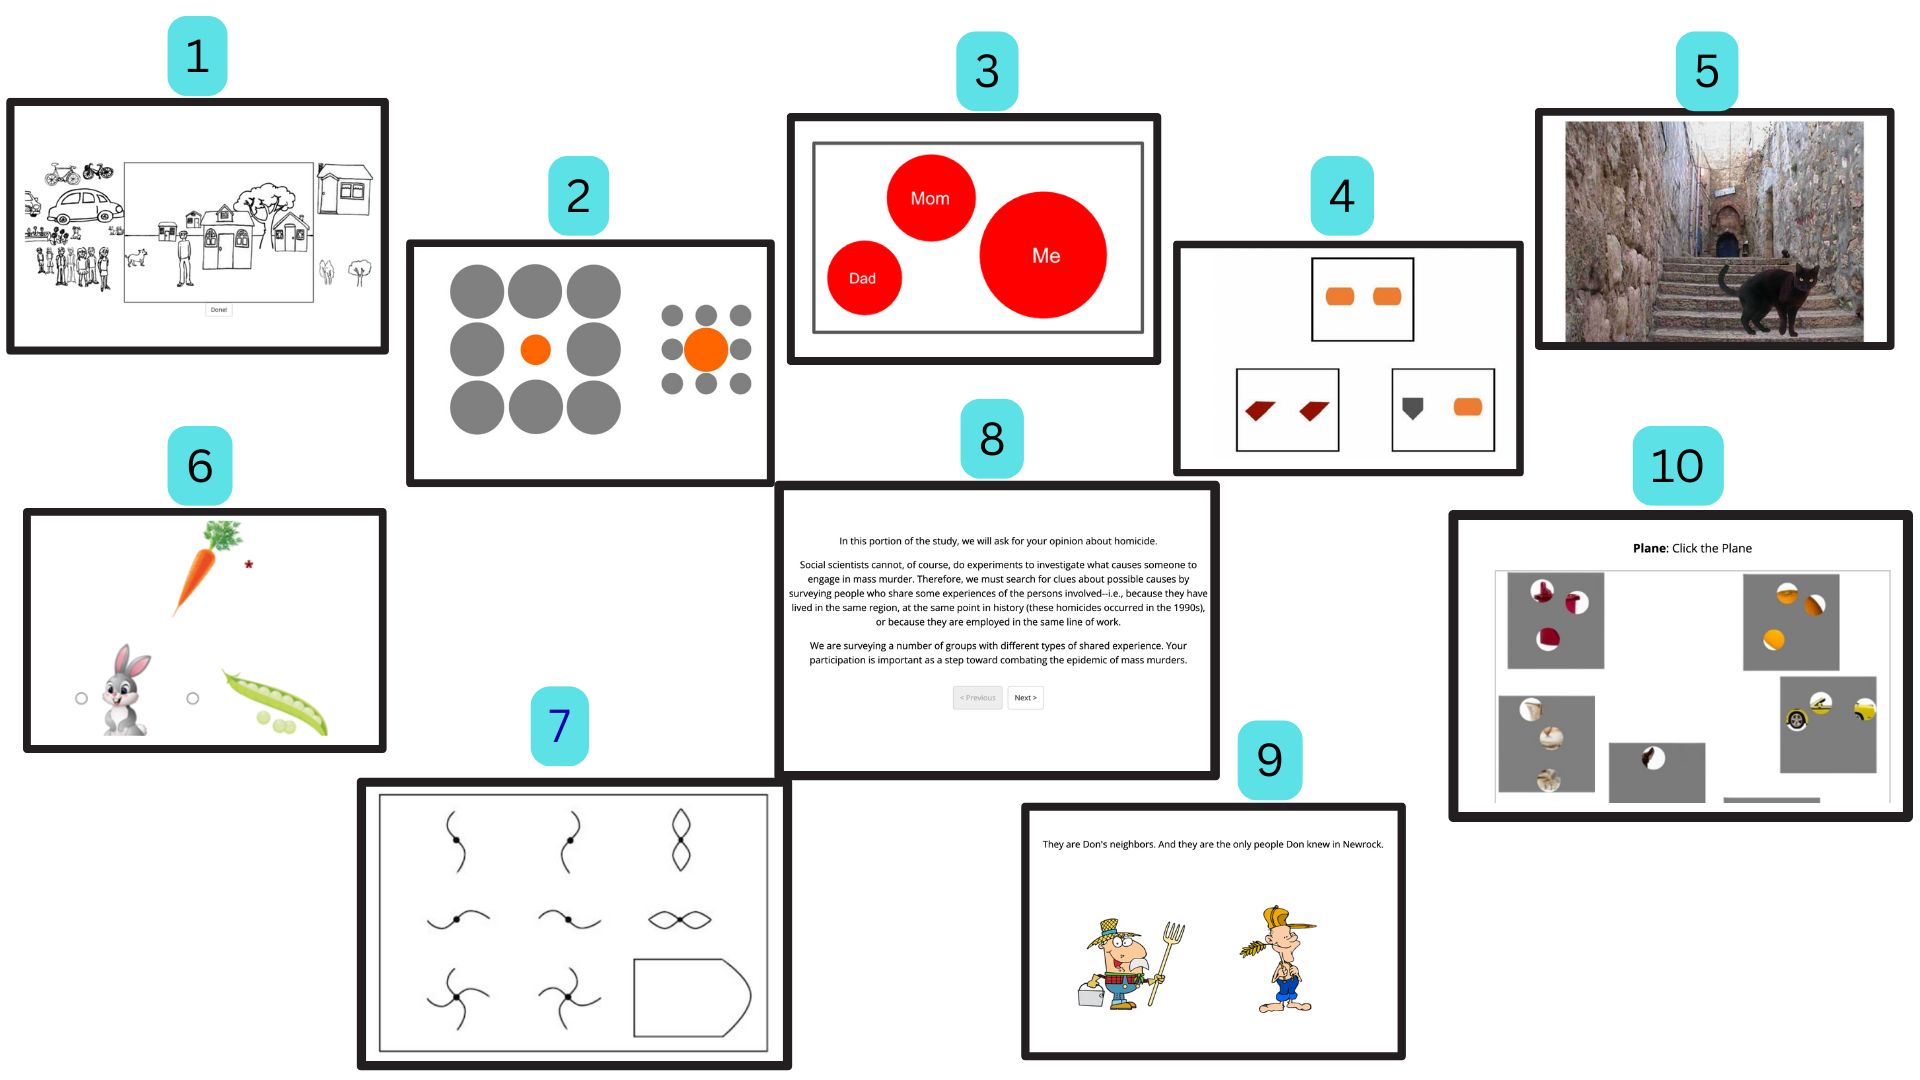 1
Done!
2
3
Mom
Me
Dad
4
5
6
*
7
8
In this portion of the study, we will ask for your opinion about homicide.
Social scientists cannot, of course, do experiments to investigate what causes someone to
engage in mass murder. Therefore, we must search for clues about possible causes by
surveying people who share some experiences of the persons involved--i.e., because they have
lived in the same region, at the same point in history (these homicides occurred in the 1990s),
or because they are employed in the same line of work.
We are surveying a number of groups with different types of shared experience. Your
participation is important as a step toward combating the epidemic of mass murders.
< Previous Next >
9
They are Don's neighbors. And they are the only people Don knew in Newrock.
10
Plane: Click the Plane